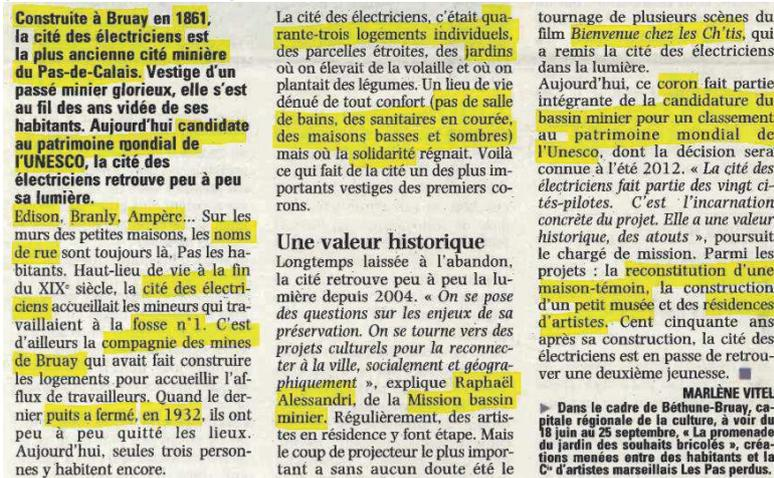 Construite à Bruay en 1861,
la cité des électriciens est
la plus ancienne cité minière
du Pas-de-Calais. Vestige d'un
passé minier glorieux, elle s'est
au fil des ans vidée de ses
habitants. Aujourd'hui candidate
au patrimoine mondial de
l'UNESCO, la cité des
électriciens retrouve peu à peu
sa lumière.
Edison, Branly, Ampère... Sur les
murs des petites maisons, les noms
de rue sont toujours là, Pas les ha-
bitants. Haut-lieu de vie à la fin
du XIXe siècle, la cité des électri-
ciens accueillait les mineurs qui tra-
vaillaient à la fosse n°1. C'est
d'ailleurs la compagnie des mines
de Bruay qui avait fait construire
les logements pour accueillir l'af-
flux de travailleurs. Quand le der-
nier puits a fermé, en 1932, ils ont
peu à peu quitté les lieux.
Aujourd'hui, seules trois person-
nes y habitent encore.
La cité des électriciens, c'était qua-
rante-trois logements individuels,
des parcelles étroites, des jardins
où on élevait de la volaille et où on
plantait des légumes. Un lieu de vie
dénué de tout confort (pas de salle
de bains, des sanitaires en courée,
des maisons basses et sombres)
mais où la solidarité régnait. Voilà
ce qui fait de la cité un des plus im-
portants vestiges des premiers co-
rons.
Une valeur historique
Longtemps laissée à l'abandon,
la cité retrouve peu à peu la lu-
mière depuis 2004. « On se pose
des questions sur les enjeux de sa
préservation. On se tourne vers des
projets culturels pour la reconnec-
ter à la ville, socialement et géogra-
phiquement », explique Raphaël
Alessandri, de la Mission bassin
minier. Régulièrement, des artis-
tes en résidence y font étape. Mais
le coup de projecteur le plus impor-
tant a sans aucun doute été le
tournage de plusieurs scènes du
film Bienvenue chez les Ch'tis, qui
a remis la cité des électriciens
dans la lumière.
Aujourd'hui, ce coron fait partie
intégrante de la candidature du
bassin minier pour un classement
au patrimoine mondial de
l'Unesco, dont la décision sera
connue à l'été 2012. « La cité des
électriciens fait partie des vingt ci-
tés-pilotes. C'est l'incarnation
concrète du projet. Elle a une valeur
historique, des atouts », poursuit
le chargé de mission. Parmi les
projets : la reconstitution d'une
maison-témoin, la construction
d'un petit musée et des résidences
d'artistes. Cent cinquante ans
après sa construction, la cité des
électriciens est en passe de retrou-
ver une deuxième jeunesse. ■
MARLÈNE VITEL
▶ Dans le cadre de Béthune-Bruay, ca-
pitale régionale de la culture, à voir du
18 juin au 25 septembre, « La promenade
du jardin des souhaits bricolés », créa-
tions menées entre des habitants et la
Cie d'artistes marseillais Les Pas perdus.